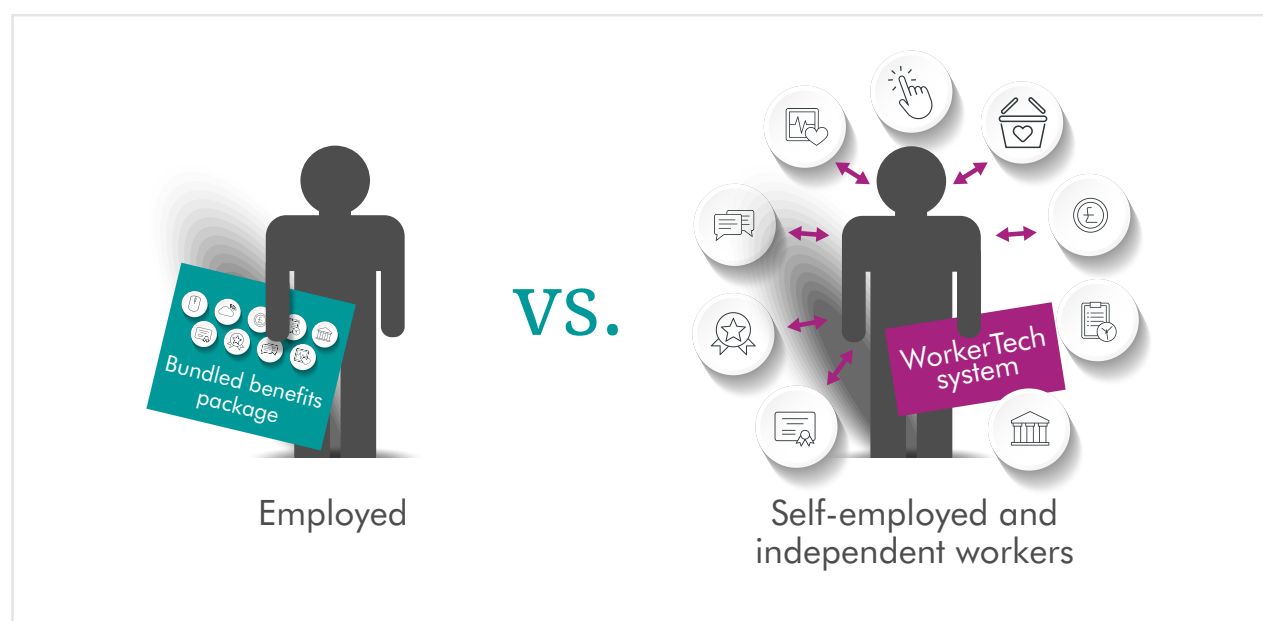 Bundled benefits
package
vs.
WorkerTech
system
Employed
Self-employed and
independent workers